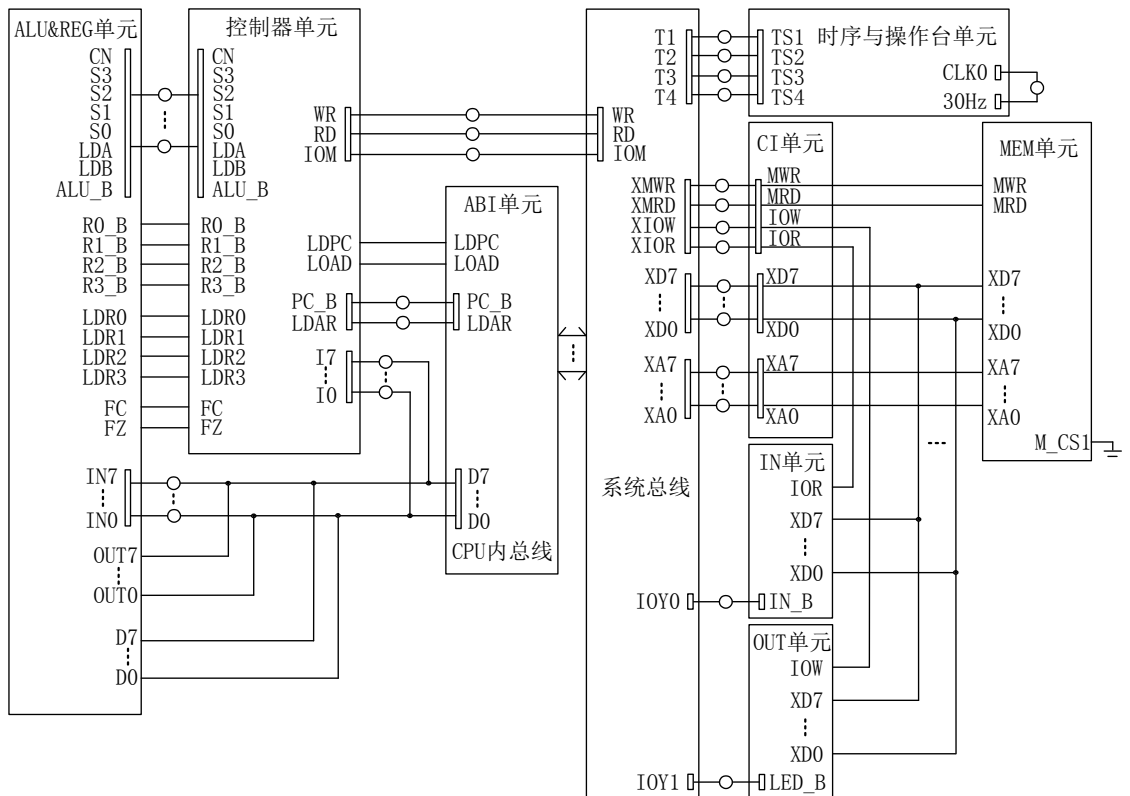 ALU&REG单元
CN
S3
S2
S1
S0
LDA
LDB
ALU_B
R0_B
R1_B
R2_B
R3_B
LDR0
LDR1
LDR2
LDR3
FC
FZ
IN7
IN0
OUT7
OUT0
D7
D0
控制器单元
CN
S3
S2
S1
S0
LDA
LDB
ALU_B
R0_B
R1_B
R2_B
R3_B
LDR0
LDR1
LDR2
LDR3
FC
FZ
WR
RD
IOM
LDPC
LOAD
PC_B
LDAR
I7
I0
ABI单元
LDPC
LOAD
PC_B
LDAR
D7
D0
CPU内总线
WR
RD
IOM
系统总线
T1
T2
T3
T4
XMWR
XMRD
XIOW
XIOR
XD7
XD0
XA7
XA0
IOY0
IOY1
时序与操作台单元
TS1
TS2
TS3
TS4
CLK0
30Hz
CI单元
MWR
MRD
IOW
IOR
XD7
XD0
XA7
XA0
MEM单元
MWR
MRD
XD7
XD0
XA7
XA0
M_CS1
IN单元
IOR
XD7
XD0
IN_B
OUT单元
IOW
XD7
XD0
LED_B